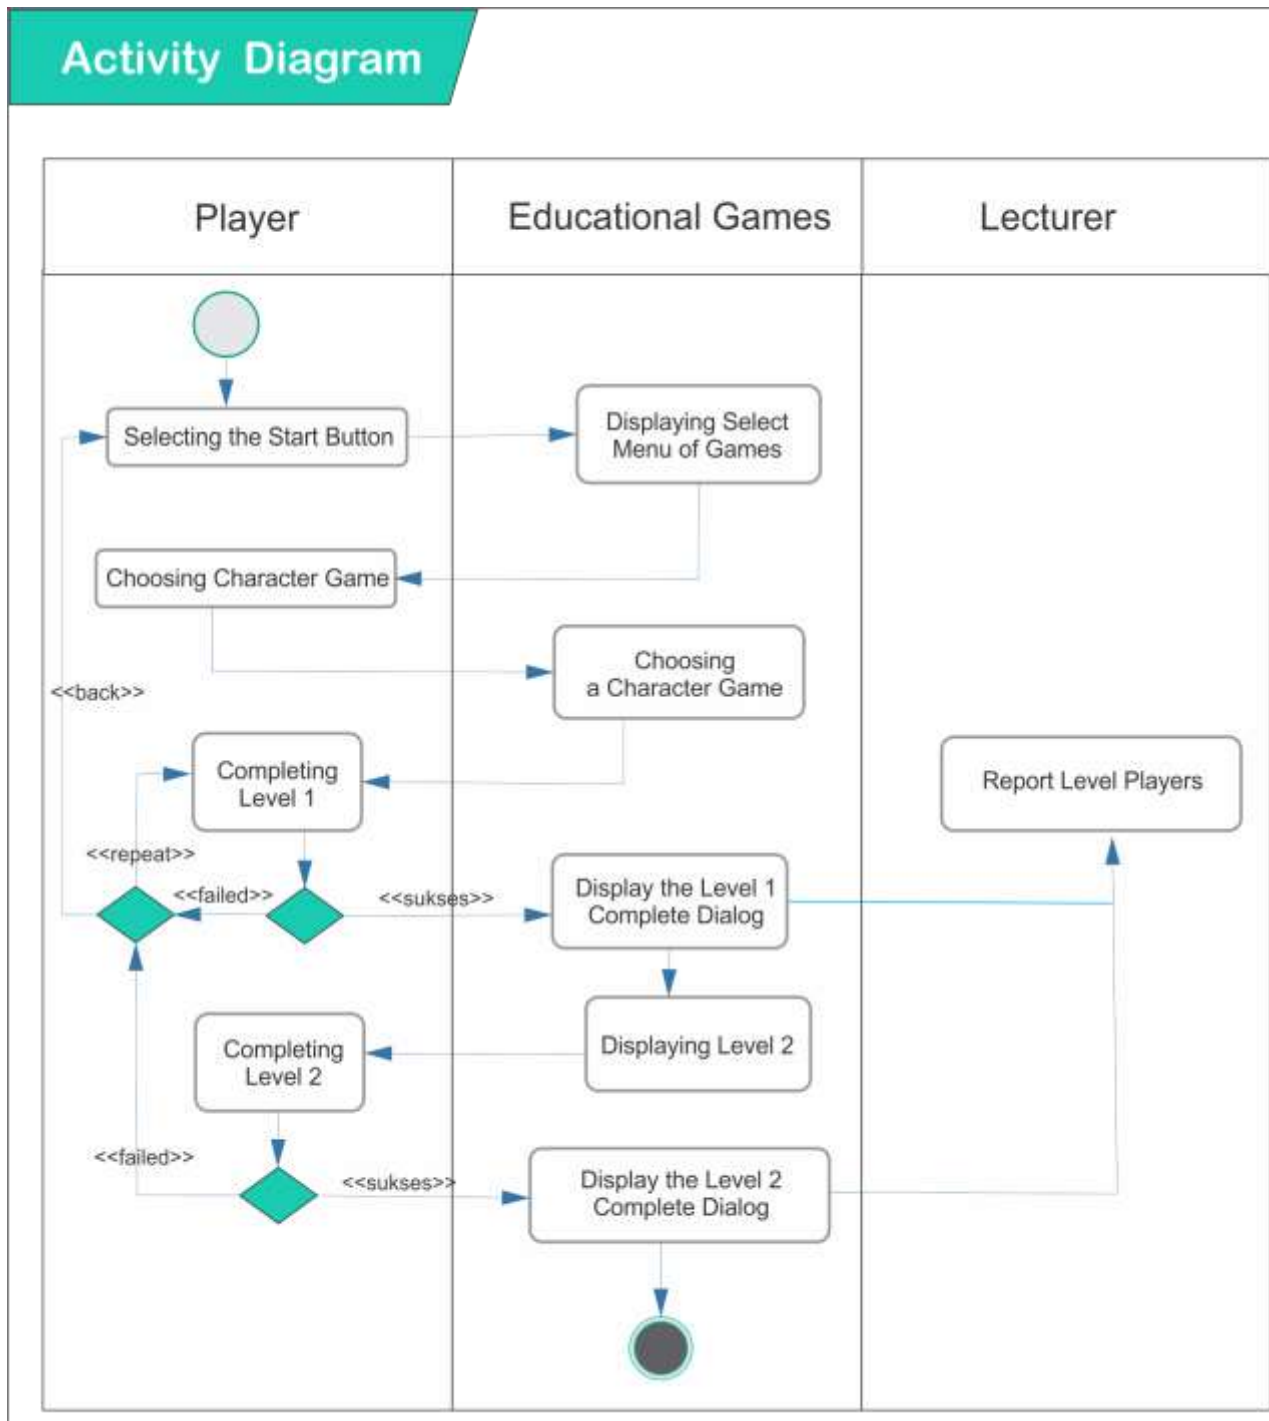 Activity Diagram
Player
Educational Games
Lecturer
Selecting the Start Button
Displaying Select
Menu of Games
Choosing Character Game
Choosing
a Character Game
<<back>>
Completing
Level 1
Report Level Players
<<repeat>>
<<failed>>
<<sukses>>
Display the Level 1
Complete Dialog
Completing
Level 2
Displaying Level 2
<<failed>>
<<sukses>>
Display the Level 2
Complete Dialog